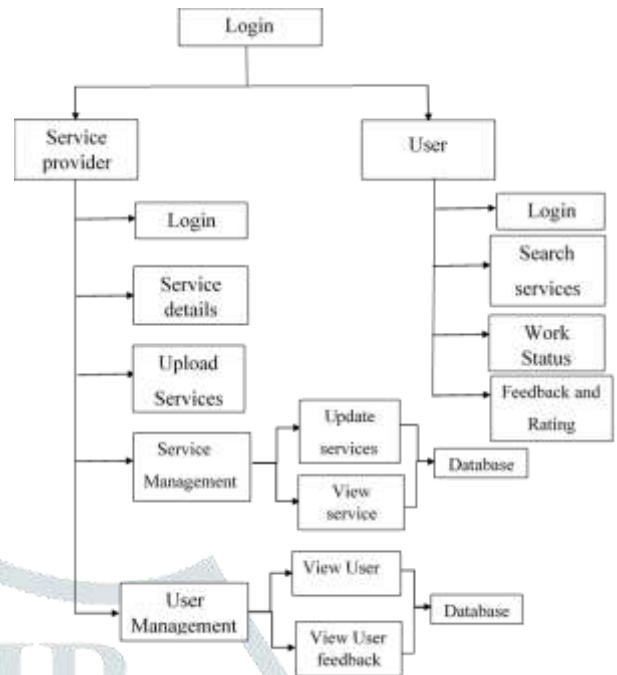 Login
Service
provider
User
Login
Service
details
Upload
Services
Service
Management
Update
services
View
service
Database
User
Management
View User
View User
feedback
Database
Login
Search
services
Work
Status
Feedback and
Rating